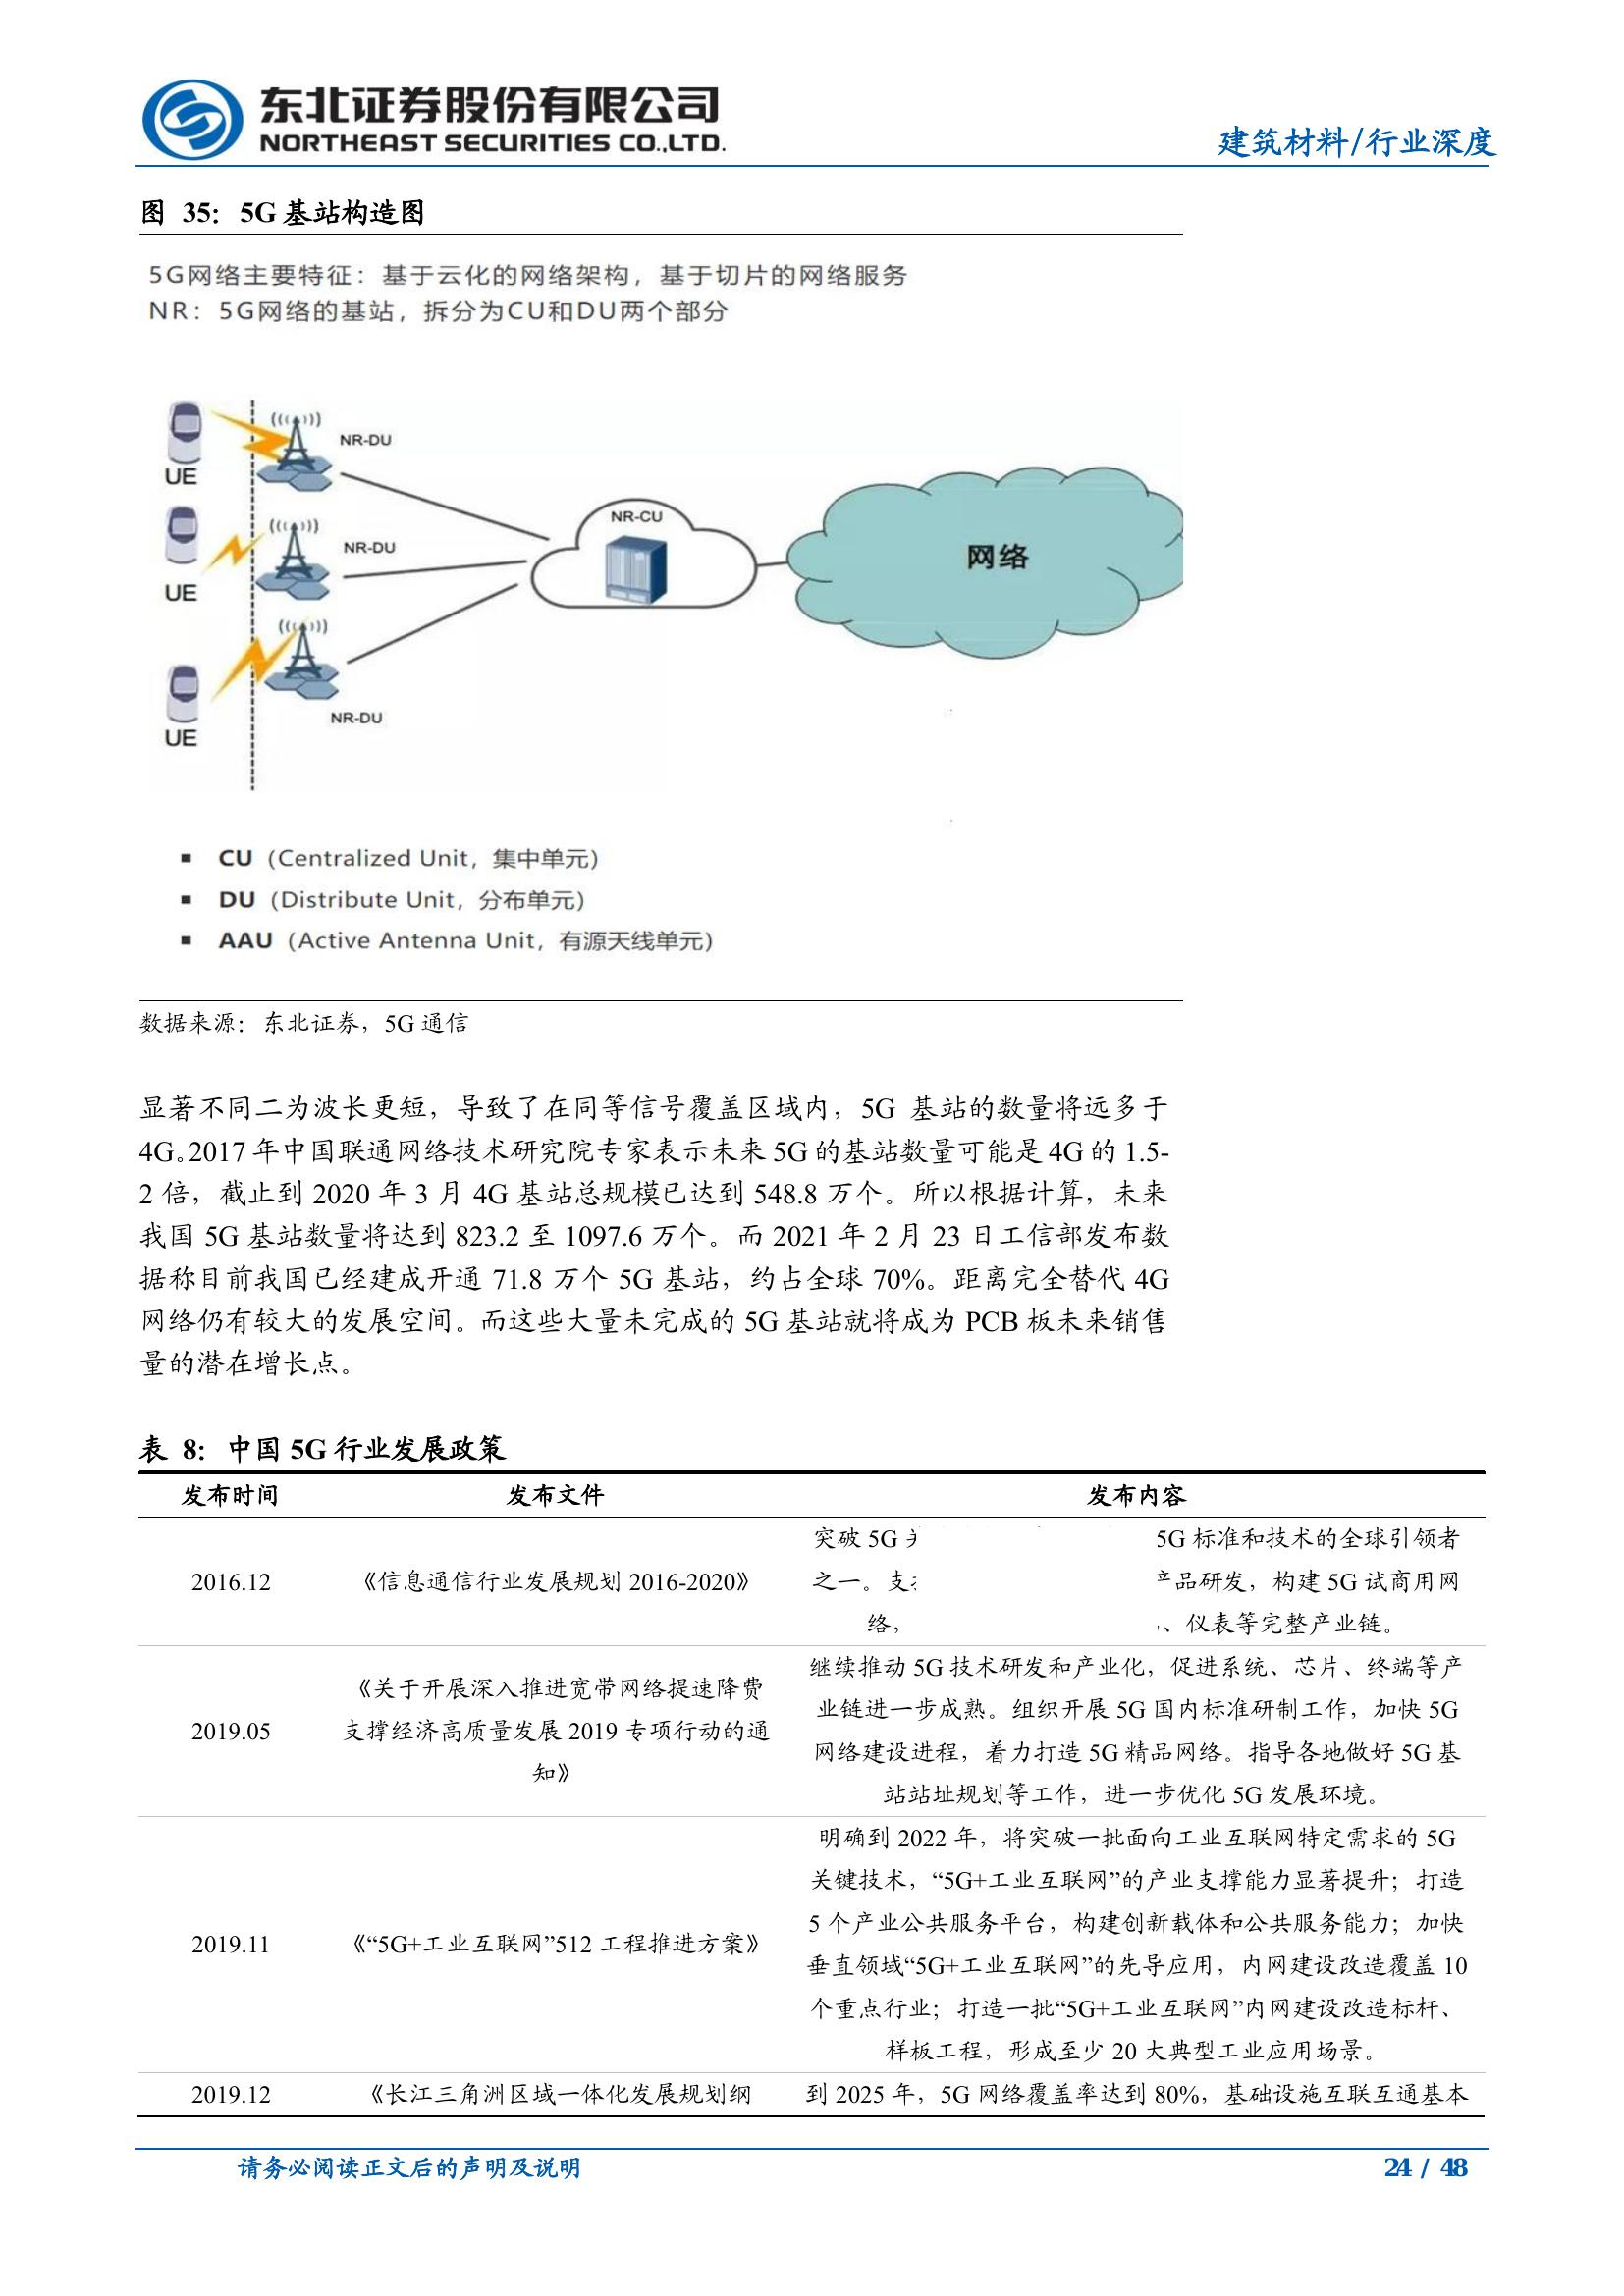 东北证券股份有限公司
NORTHEAST SECURITIES CO.,LTD.
建筑材料/行业深度
图 35：5G 基站构造图
5G网络主要特征：基于云化的网络架构，基于切片的网络服务
NR：5G网络的基站，拆分为CU和DU两个部分
UE
NR-DU
NR-CU
网络
UE
NR-DU
UE
NR-DU
▪ CU（Centralized Unit，集中单元）
▪ DU（Distribute Unit，分布单元）
▪ AAU（Active Antenna Unit，有源天线单元）
数据来源：东北证券，5G 通信
显著不同二为波长更短，导致了在同等信号覆盖区域内，5G 基站的数量将远多于
4G。2017 年中国联通网络技术研究院专家表示未来 5G 的基站数量可能是 4G 的 1.5-
2 倍，截止到 2020 年 3 月 4G 基站总规模已达到 548.8 万个。所以根据计算，未来
我国 5G 基站数量将达到 823.2 至 1097.6 万个。而 2021 年 2 月 23 日工信部发布数
据称目前我国已经建成开通 71.8 万个 5G 基站，约占全球 70%。距离完全替代 4G
网络仍有较大的发展空间。而这些大量未完成的 5G 基站就将成为 PCB 板未来销售
量的潜在增长点。
表 8：中国 5G 行业发展政策
发布时间 发布文件 发布内容
突破 5G 5G 标准和技术的全球引领者
2016.12 《信息通信行业发展规划 2016-2020》 之一。支 品研发，构建 5G 试商用网
络， 、仪表等完整产业链。
继续推动 5G 技术研发和产业化，促进系统、芯片、终端等产
《关于开展深入推进宽带网络提速降费 业链进一步成熟。组织开展 5G 国内标准研制工作，加快 5G
2019.05 支撑经济高质量发展 2019 专项行动的通 网络建设进程，着力打造 5G 精品网络。指导各地做好 5G 基
知》 站站址规划等工作，进一步优化 5G 发展环境。
明确到 2022 年，将突破一批面向工业互联网特定需求的 5G
关键技术，“5G+工业互联网”的产业支撑能力显著提升；打造
5 个产业公共服务平台，构建创新载体和公共服务能力；加快
2019.11 《“5G+工业互联网”512 工程推进方案》 垂直领域“5G+工业互联网”的先导应用，内网建设改造覆盖 10
个重点行业；打造一批“5G+工业互联网”内网建设改造标杆、
样板工程，形成至少 20 大典型工业应用场景。
2019.12 《长江三角洲区域一体化发展规划纲 到 2025 年，5G 网络覆盖率达到 80%，基础设施互联互通基本
请务必阅读正文后的声明及说明
24 / 48